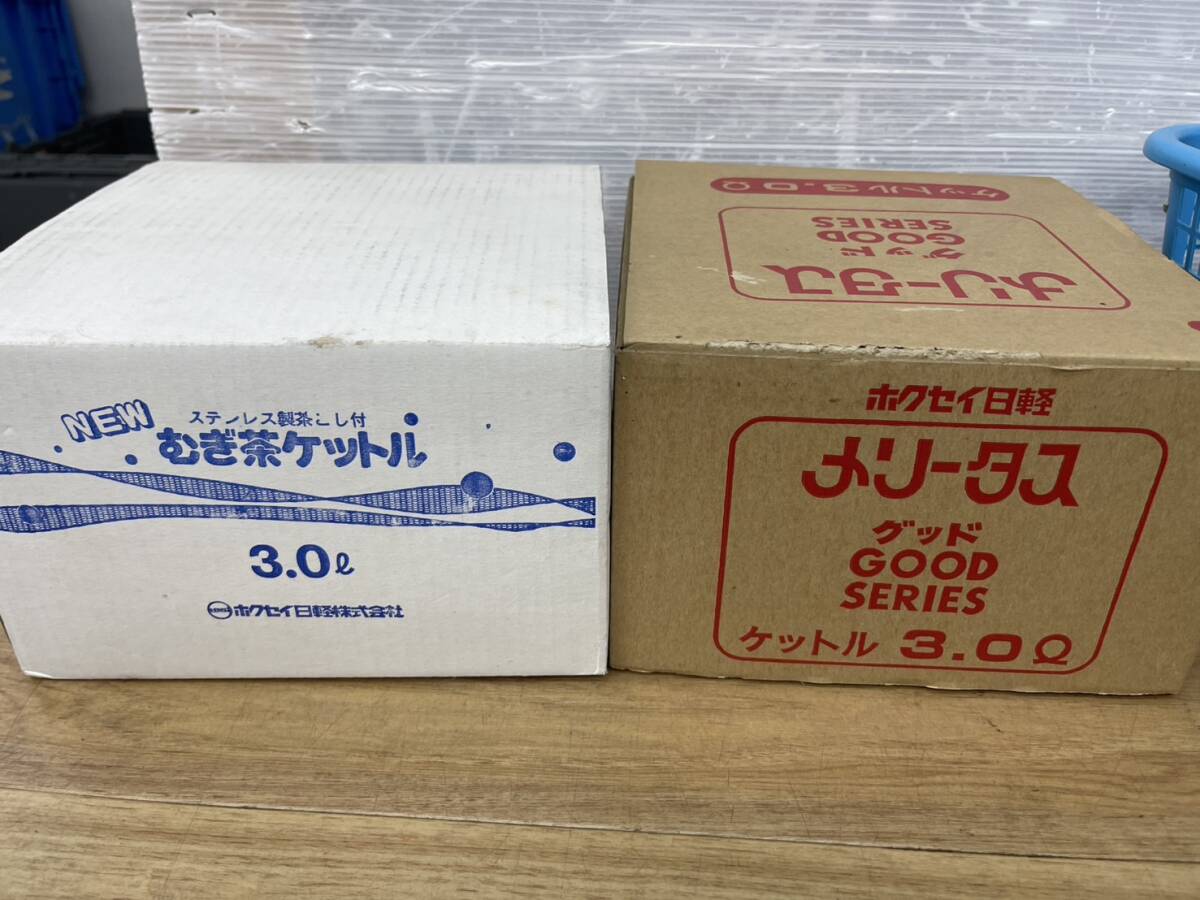 NEW
ステンレス製茶こし付
むぎ茶ケットル
3.0ℓ
ホクセイ日軽株式会社
ケットル 3.0ℓ
グッド
GOOD
SERIES
メリータス
ホクセイ日軽
メリータス
グッド
GOOD
SERIES
ケットル 3.0ℓ